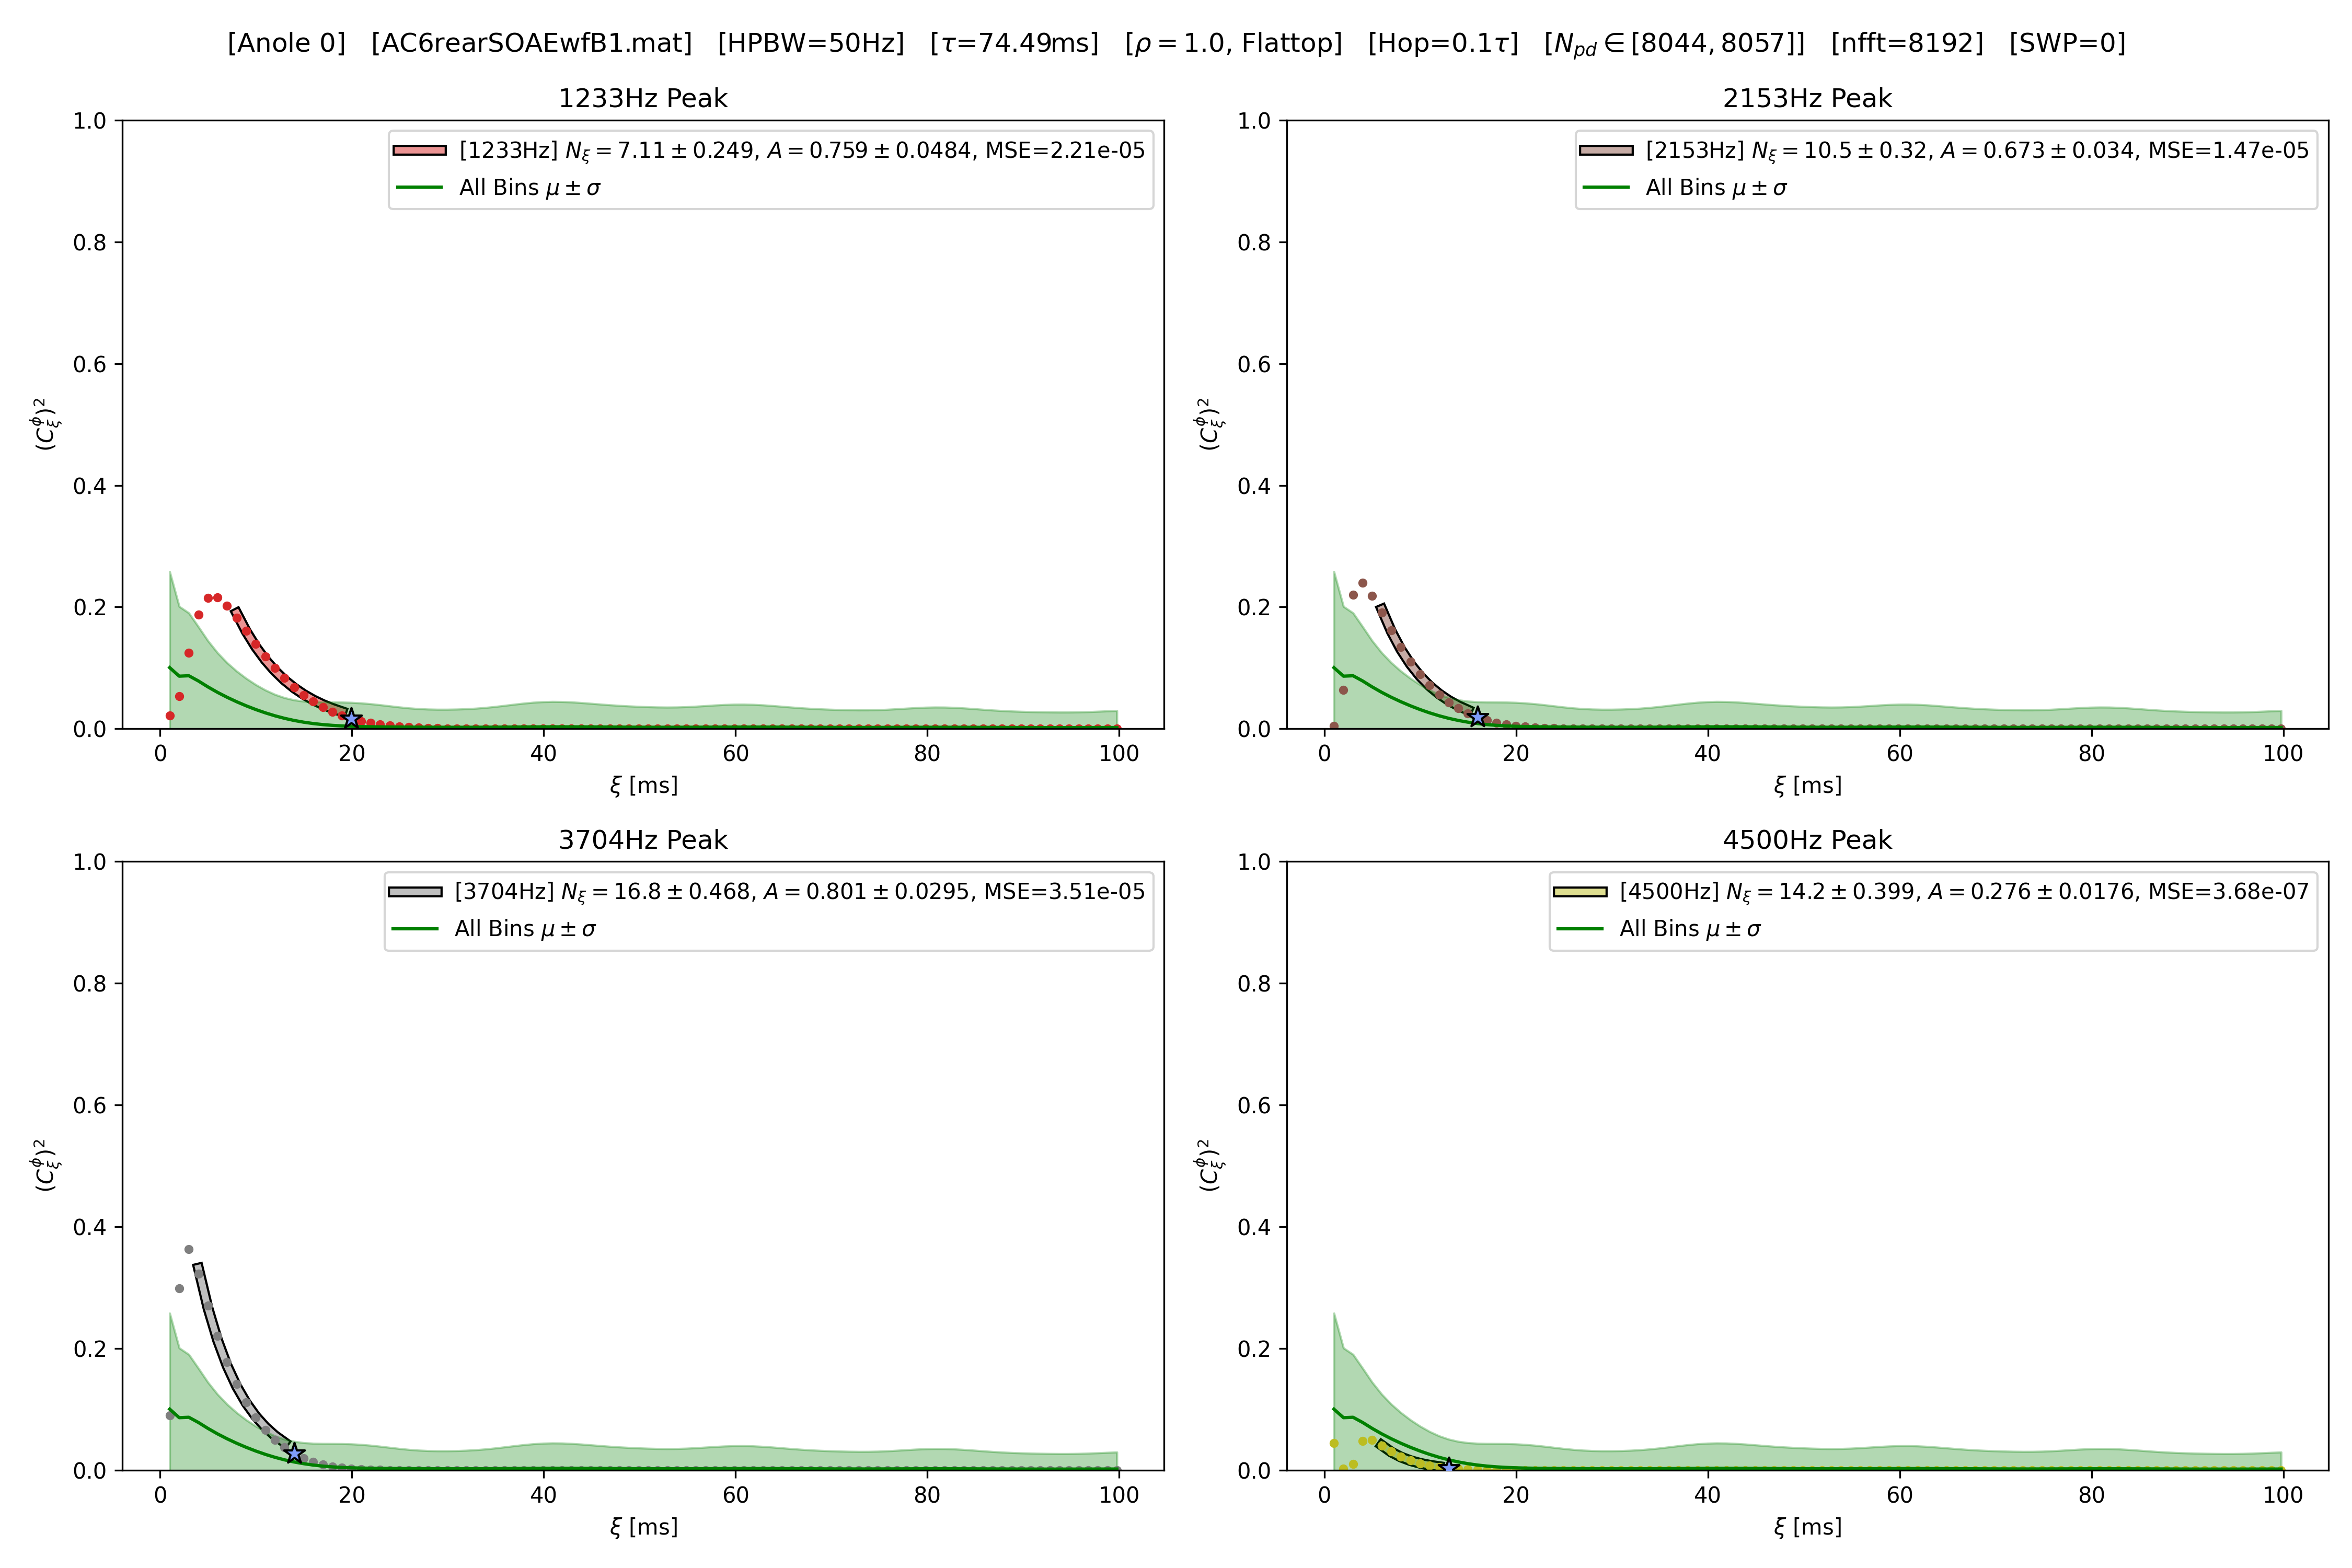 [Anole 0] [AC6rearSOAEwfB1.mat] [HPBW=50Hz] [τ=74.49ms] [ρ = 1.0, Flattop] [Hop=0.1τ] [N_pd ∈ [8044, 8057]] [nfft=8192] [SWP=0]
1233Hz Peak
[1233Hz] N_ξ = 7.11 ± 0.249, A = 0.759 ± 0.0484, MSE=2.21e-05
All Bins μ ± σ
1.0
0.8
0.6
0.4
0.2
0.0
(C_ξ^ϕ)^2
0 20 40 60 80 100
ξ [ms]
2153Hz Peak
[2153Hz] N_ξ = 10.5 ± 0.32, A = 0.673 ± 0.034, MSE=1.47e-05
All Bins μ ± σ
1.0
0.8
0.6
0.4
0.2
0.0
(C_ξ^ϕ)^2
0 20 40 60 80 100
ξ [ms]
3704Hz Peak
[3704Hz] N_ξ = 16.8 ± 0.468, A = 0.801 ± 0.0295, MSE=3.51e-05
All Bins μ ± σ
1.0
0.8
0.6
0.4
0.2
0.0
(C_ξ^ϕ)^2
0 20 40 60 80 100
ξ [ms]
4500Hz Peak
[4500Hz] N_ξ = 14.2 ± 0.399, A = 0.276 ± 0.0176, MSE=3.68e-07
All Bins μ ± σ
1.0
0.8
0.6
0.4
0.2
0.0
(C_ξ^ϕ)^2
0 20 40 60 80 100
ξ [ms]